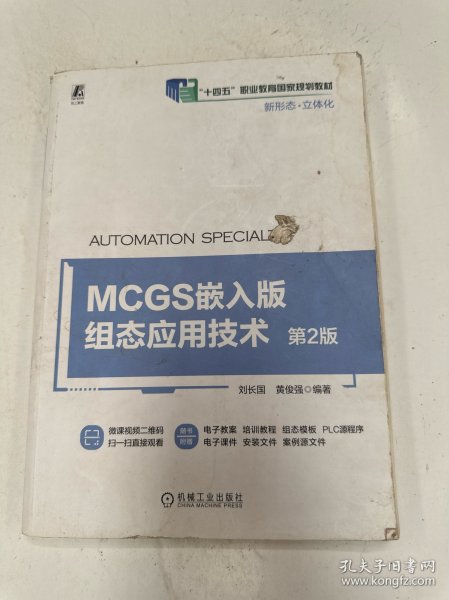 "十四五"职业教育国家规划教材
新形态·立体化
AUTOMATION SPECIAL
MCGS嵌入版
组态应用技术 第2版
刘长国 黄俊强◎编著
微课视频二维码
扫一扫直接观看
随书附赠
电子教案 培训教程 组态模板 PLC源程序
电子课件 安装文件 案例源文件
机械工业出版社
CHINA MACHINE PRESS
孔夫子旧书网
www.kongfz.com